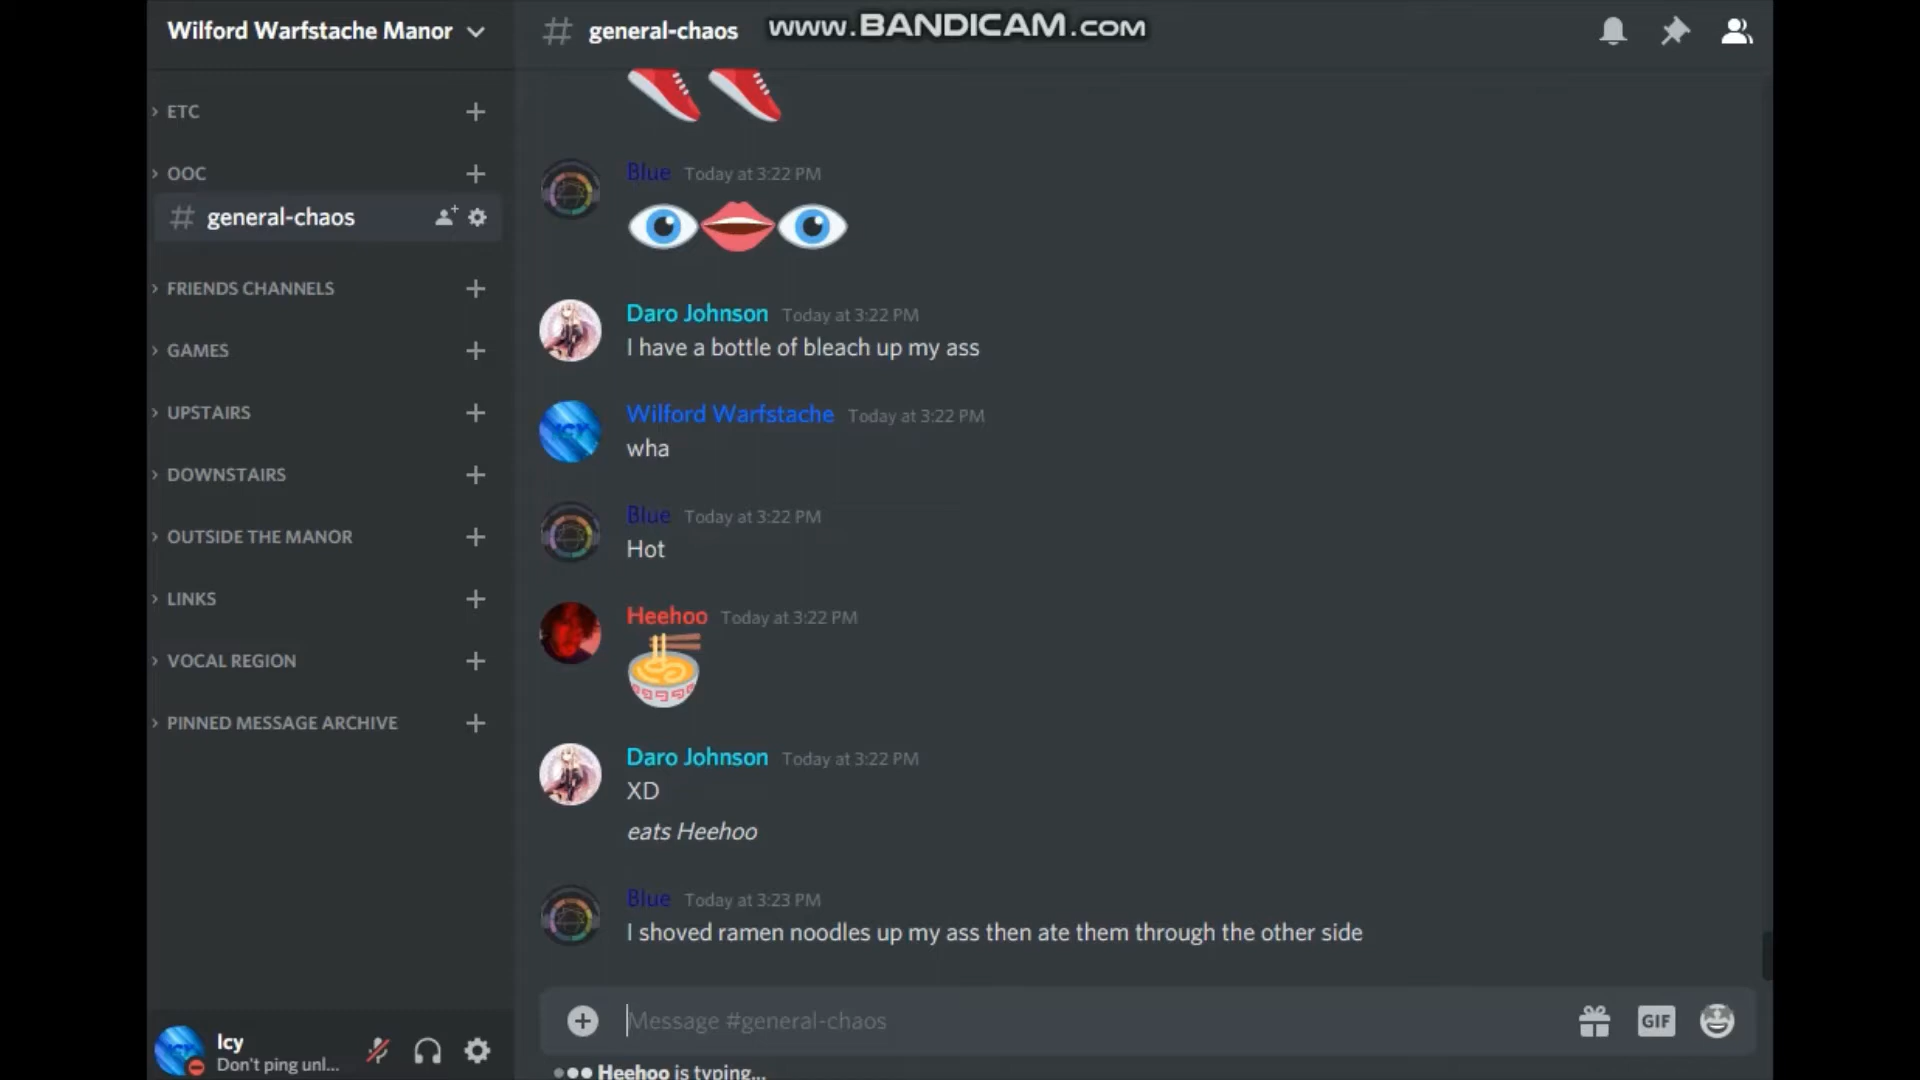 Wilford Warfstache Manor
general-chaos
www.BANDICAM.com
ETC
OOC
general-chaos
FRIENDS CHANNELS
GAMES
UPSTAIRS
DOWNSTAIRS
OUTSIDE THE MANOR
LINKS
VOCAL REGION
PINNED MESSAGE ARCHIVE
Icy
Don't ping unl...
Blue Today at 3:22 PM
Daro Johnson Today at 3:22 PM
I have a bottle of bleach up my ass
Wilford Warfstache Today at 3:22 PM
wha
Blue Today at 3:22 PM
Hot
Heehoo Today at 3:22 PM
Daro Johnson Today at 3:22 PM
XD
eats Heehoo
Blue Today at 3:23 PM
I shoved ramen noodles up my ass then ate them through the other side
Message #general-chaos
GIF
Heehoo is typing...